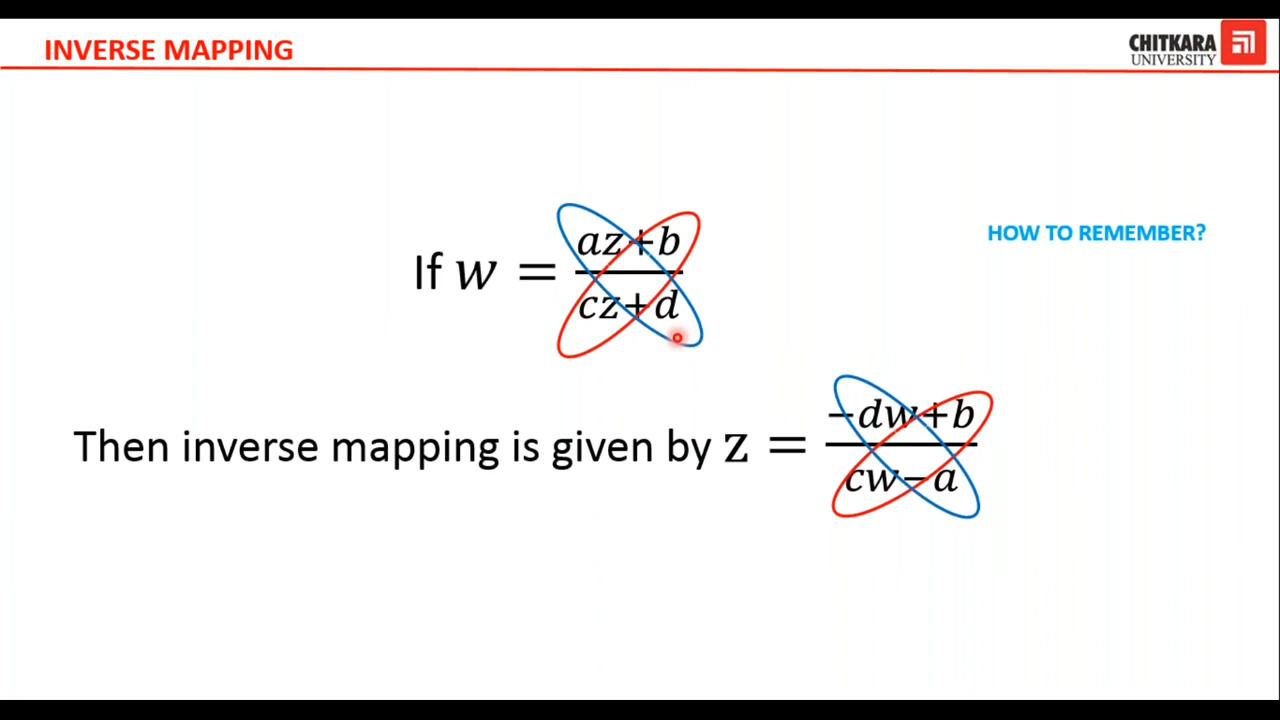 INVERSE MAPPING
CHITKARA
UNIVERSITY
HOW TO REMEMBER?
If w = (az+b)/(cz+d)
Then inverse mapping is given by z = (−dw+b)/(cw−a)